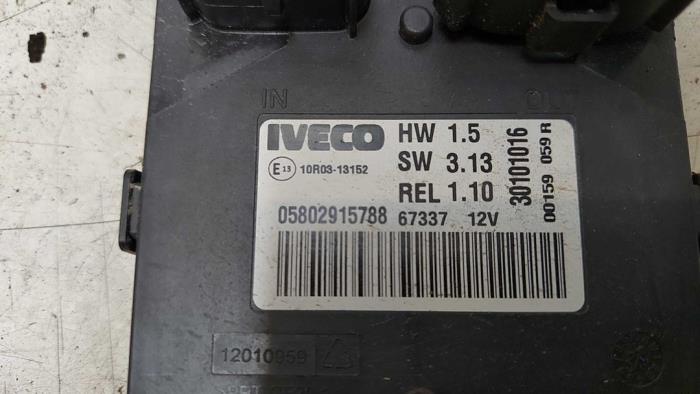 IN
IVECO
HW 1.5
SW 3.13
REL 1.10
E13
10R03-13152
05802915788
67337 12V
30101016
00159 059 R
12010959